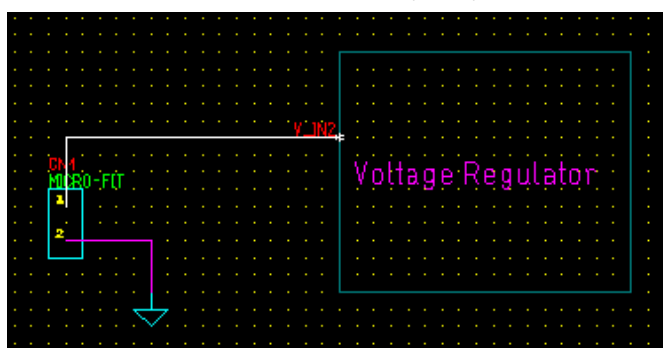 V_IN2
CN1
MICRO-FIT
Voltage Regulator
1
2